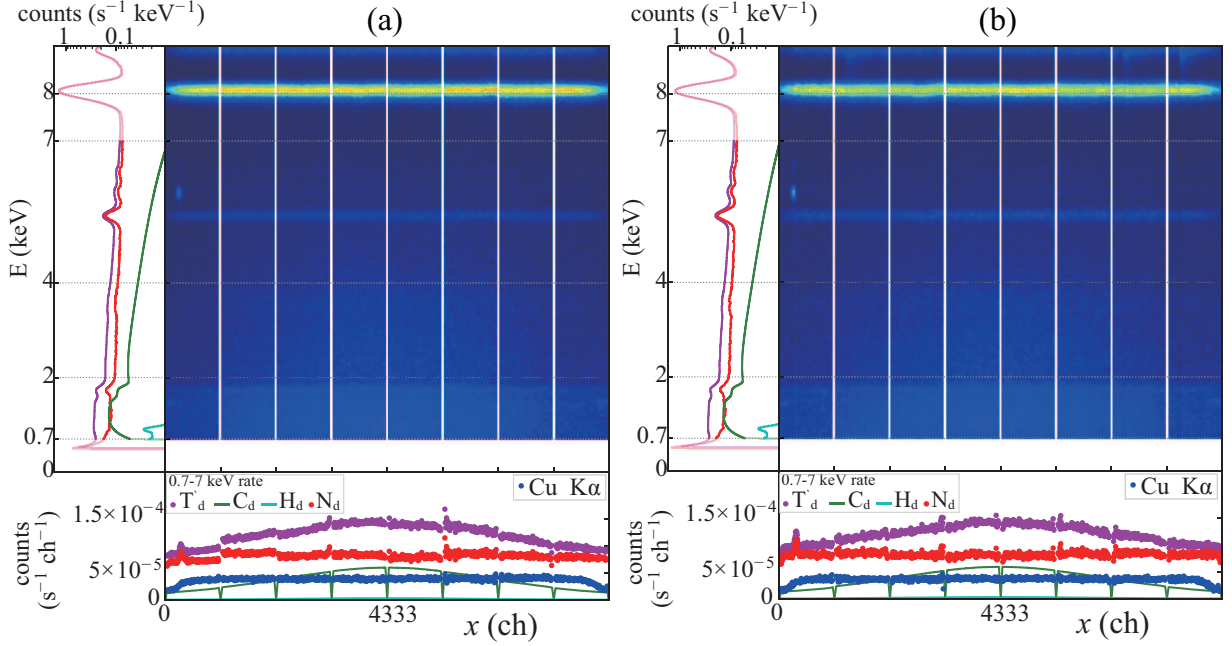 counts (s⁻¹ keV⁻¹)
(a)
1 0.1
8
7
E (keV)
4
2
0.7
0
0.7-7 keV rate
T`d C_d H_d N_d
Cu Kα
1.5×10⁻⁴
counts
(s⁻¹ ch⁻¹)
5×10⁻⁵
0
0 4333
x (ch)
counts (s⁻¹ keV⁻¹)
(b)
1 0.1
8
7
E (keV)
4
2
0.7
0
0.7-7 keV rate
T`d C_d H_d N_d
Cu Kα
1.5×10⁻⁴
counts
(s⁻¹ ch⁻¹)
5×10⁻⁵
0
0 4333
x (ch)